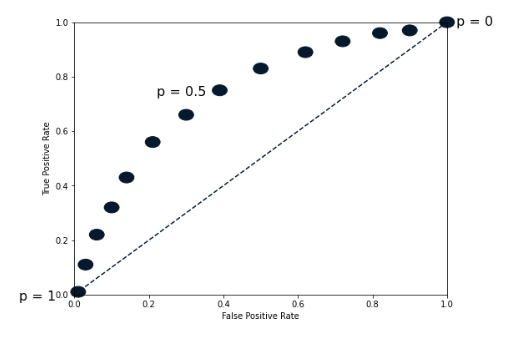 1.0
p = 0
0.8
p = 0.5
0.6
True Positive Rate
0.4
0.2
p = 1
0.0
0.0 0.2 0.4 0.6 0.8 1.0
False Positive Rate